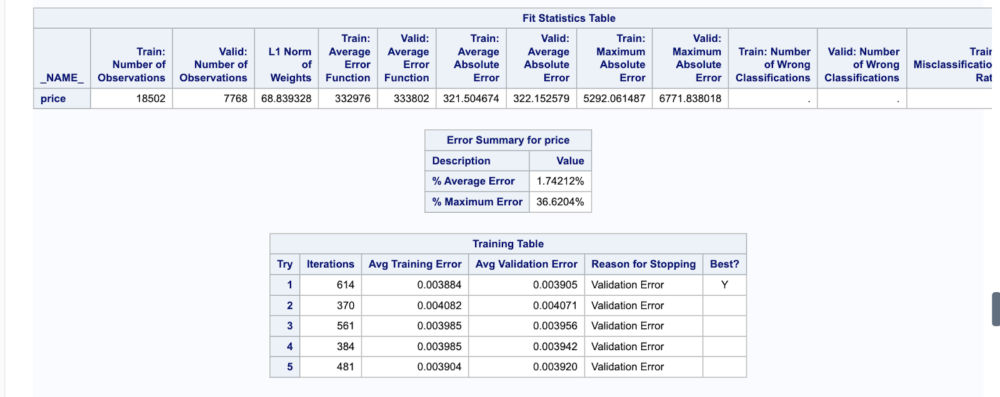 Fit Statistics Table
_NAME_ Train: Number of Observations Valid: Number of Observations L1 Norm of Weights Train: Average Error Function Valid: Average Error Function Train: Average Absolute Error Valid: Average Absolute Error Train: Maximum Absolute Error Valid: Maximum Absolute Error Train: Number of Wrong Classifications Valid: Number of Wrong Classifications Train Misclassificatio Rat
price 18502 7768 68.839328 332976 333802 321.504674 322.152579 5292.061487 6771.838018 . .
Error Summary for price
Description Value
% Average Error 1.74212%
% Maximum Error 36.6204%
Training Table
Try Iterations Avg Training Error Avg Validation Error Reason for Stopping Best?
1 614 0.003884 0.003905 Validation Error Y
2 370 0.004082 0.004071 Validation Error
3 561 0.003985 0.003956 Validation Error
4 384 0.003985 0.003942 Validation Error
5 481 0.003904 0.003920 Validation Error